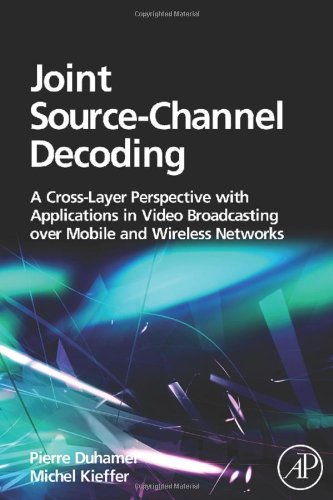 Joint
Source-Channel
Decoding
A Cross-Layer Perspective with
Applications in Video Broadcasting
over Mobile and Wireless Networks
Pierre Duhamel
Michel Kieffer
AP